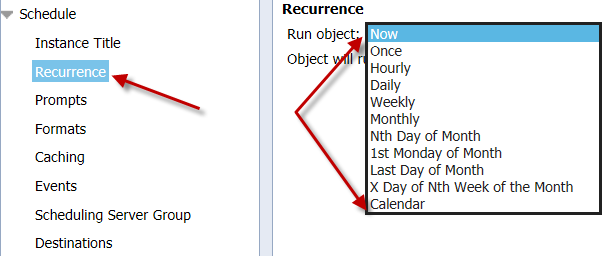 Schedule
Instance Title
Recurrence
Prompts
Formats
Caching
Events
Scheduling Server Group
Destinations
Recurrence
Run object: Now
Object will
Once
Hourly
Daily
Weekly
Monthly
Nth Day of Month
1st Monday of Month
Last Day of Month
X Day of Nth Week of the Month
Calendar